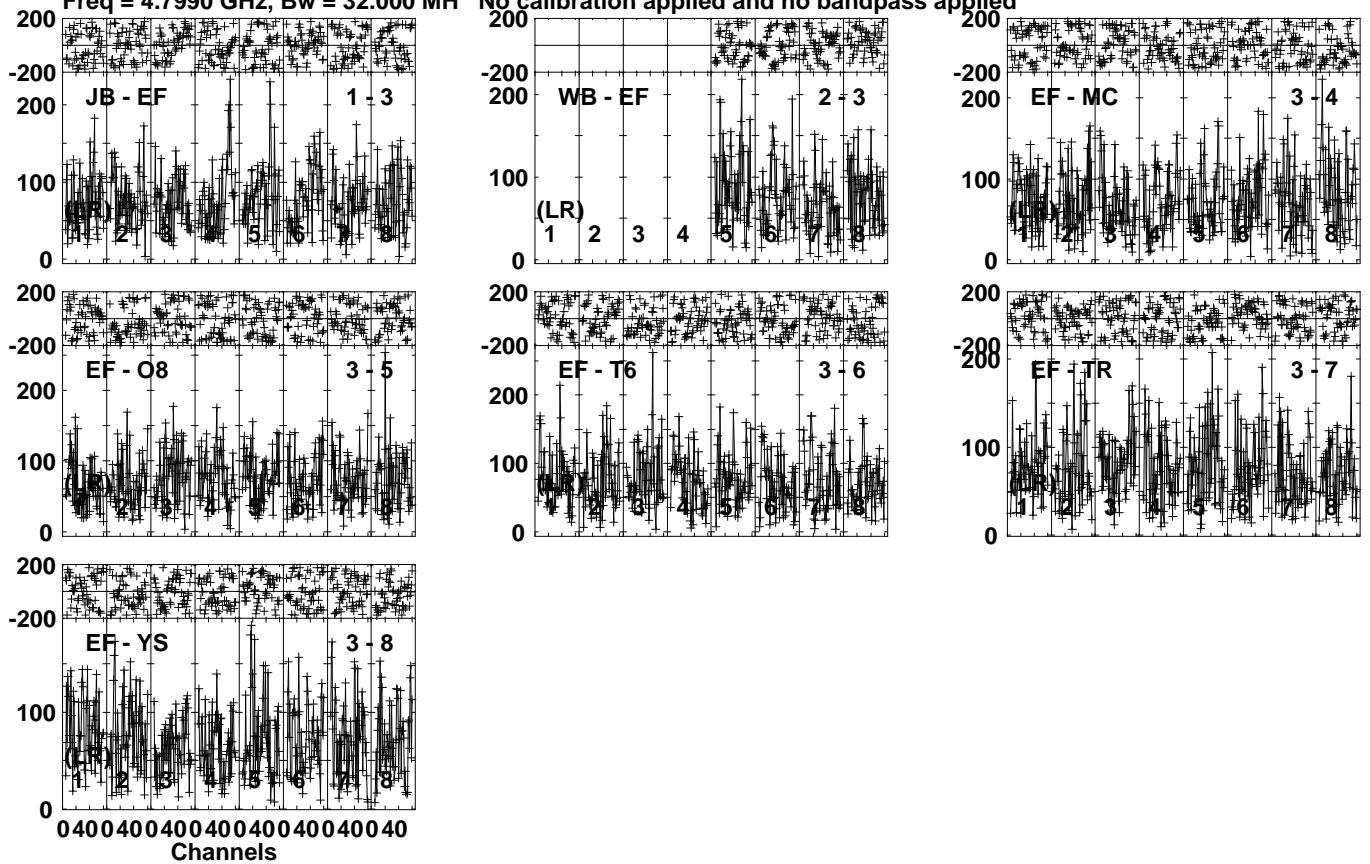 Freq = 4.7990 GHz, Bw = 32.000 MH No calibration applied and no bandpass applied
200
-200
JB - EF 1 - 3
200
100
0
(LR)
1 2 3 4 5 6 7 8
200
-200
WB - EF 2 - 3
200
100
0
(LR)
1 2 3 4 5 6 7 8
200
-200
EF - MC 3 - 4
200
100
0
(LR)
1 2 3 4 5 6 7 8
200
-200
EF - O8 3 - 5
200
100
0
(LR)
1 2 3 4 5 6 7 8
200
-200
EF - T6 3 - 6
200
100
0
(LR)
1 2 3 4 5 6 7 8
200
-200
EF - TR 3 - 7
200
100
0
(LR)
1 2 3 4 5 6 7 8
200
-200
EF - YS 3 - 8
100
0
(LR)
1 2 3 4 5 6 7 8
0 40 0 40 0 40 0 40 0 40 0 40 0 40 0 40
Channels